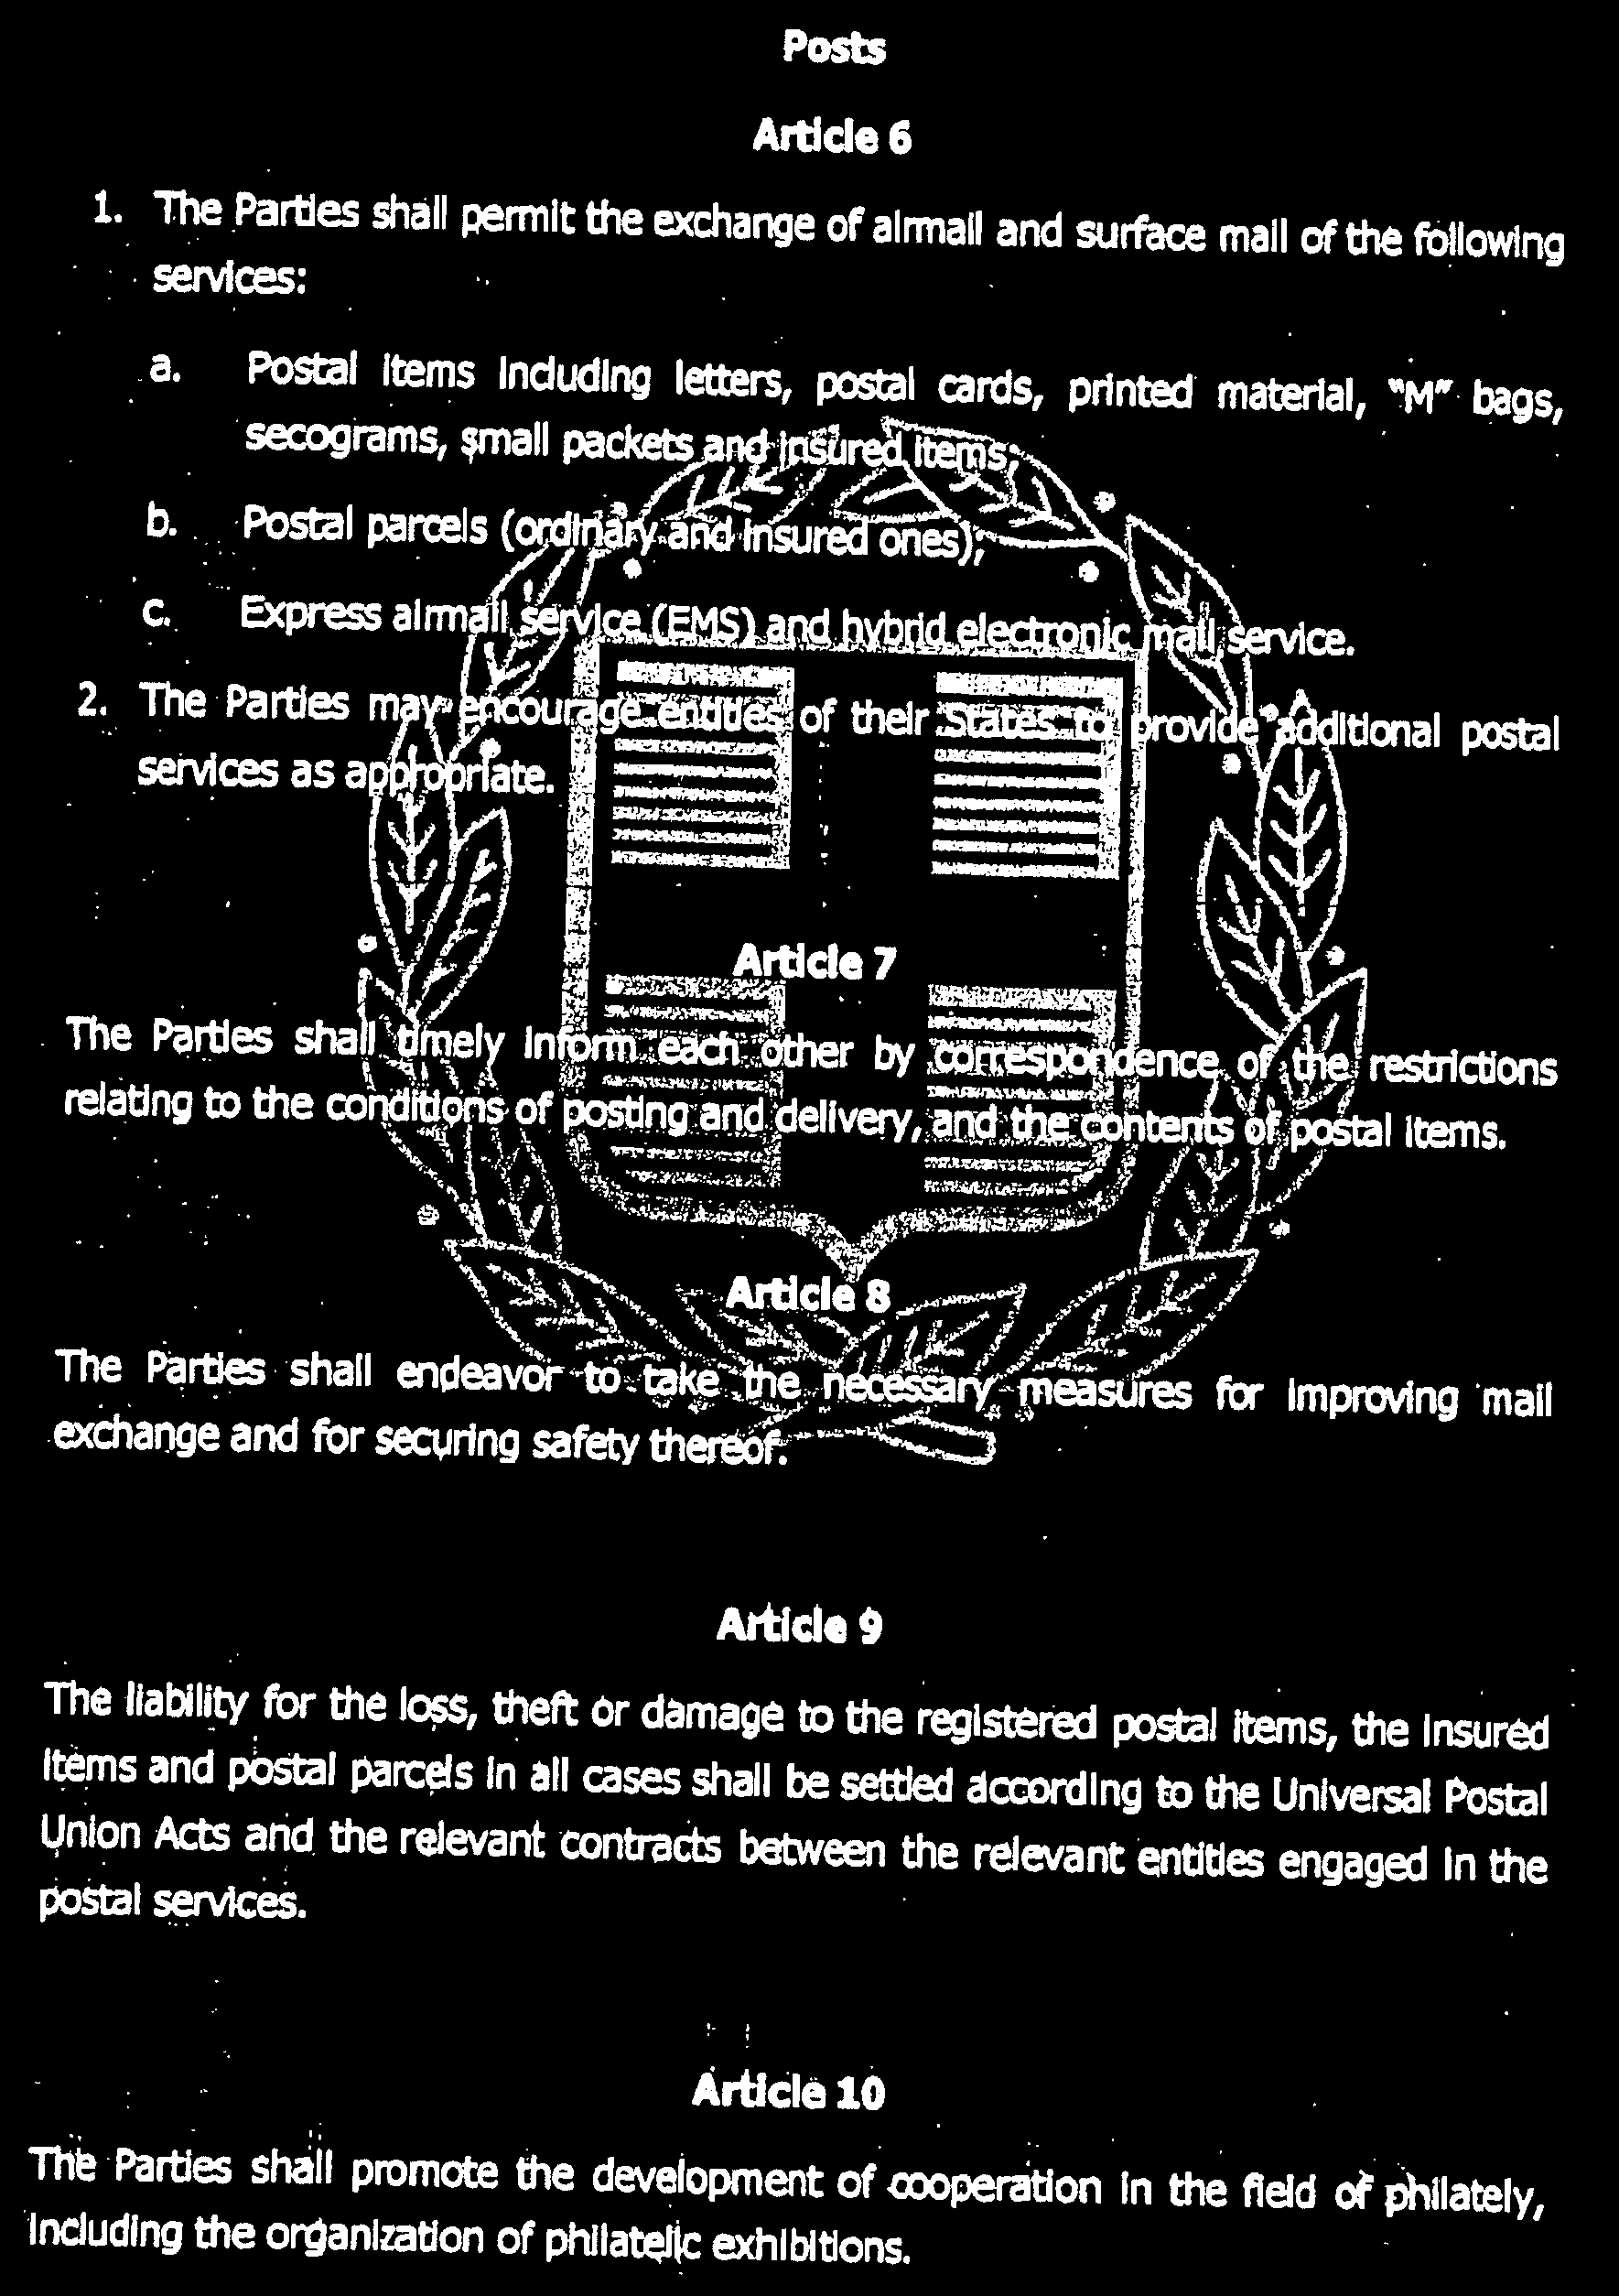 Posts
Article 6
1. The Parties shall permit the exchange of airmail and surface mail of the following
services:
a. Postal items including letters, postal cards, printed material, "M" bags,
secograms, small packets and insured items;
b. Postal parcels (ordinary and insured ones);
c. Express airmail service (EMS) and hybrid electronic mail service.
2. The Parties may encourage entities of their States to provide additional postal
services as appropriate.
Article 7
The Parties shall timely inform each other by correspondence of the restrictions
relating to the conditions of posting and delivery, and the contents of postal items.
Article 8
The Parties shall endeavor to take the necessary measures for improving mail
exchange and for securing safety thereof.
Article 9
The liability for the loss, theft or damage to the registered postal items, the insured
items and postal parcels in all cases shall be settled according to the Universal Postal
Union Acts and the relevant contracts between the relevant entities engaged in the
postal services.
Article 10
The Parties shall promote the development of cooperation in the field of philately,
including the organization of philatelic exhibitions.